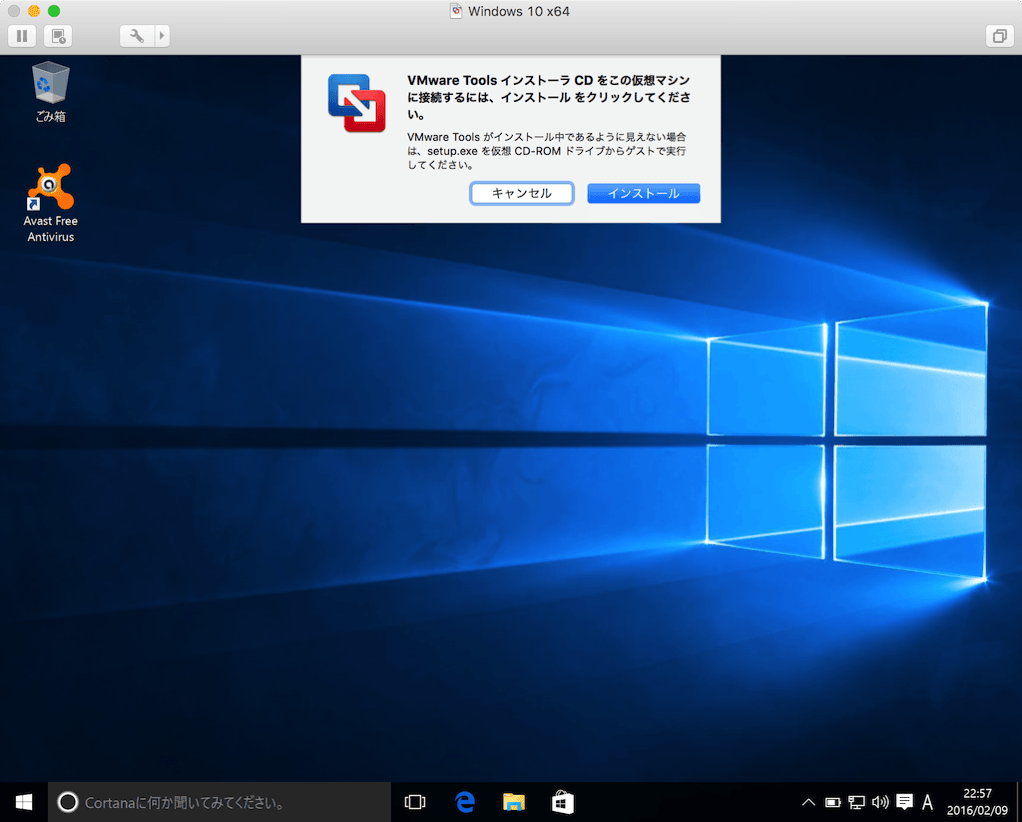 Windows 10 x64
ごみ箱
Avast Free
Antivirus
VMware Tools インストーラ CD をこの仮想マシン
に接続するには、インストール をクリックしてくださ
い。
VMware Tools がインストール中であるように見えない場合
は、setup.exe を仮想 CD-ROM ドライブからゲストで実行
してください。
キャンセル
インストール
Cortanaに何か聞いてみてください。
A
22:57
2016/02/09